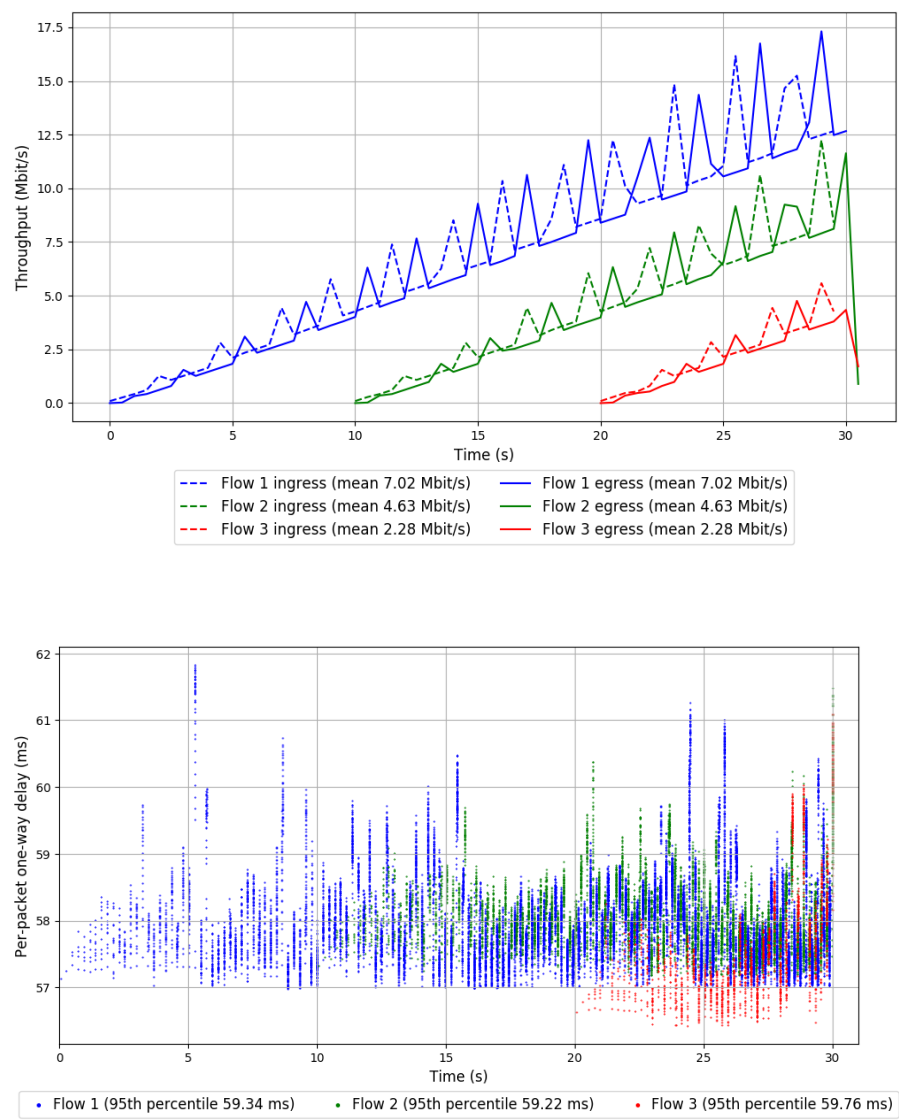 17.5
15.0
12.5
10.0
7.5
5.0
2.5
0.0
Throughput (Mbit/s)
0 5 10 15 20 25 30
Time (s)
Flow 1 ingress (mean 7.02 Mbit/s) Flow 1 egress (mean 7.02 Mbit/s)
Flow 2 ingress (mean 4.63 Mbit/s) Flow 2 egress (mean 4.63 Mbit/s)
Flow 3 ingress (mean 2.28 Mbit/s) Flow 3 egress (mean 2.28 Mbit/s)
62
61
60
59
58
57
Per-packet one-way delay (ms)
0 5 10 15 20 25 30
Time (s)
Flow 1 (95th percentile 59.34 ms) Flow 2 (95th percentile 59.22 ms) Flow 3 (95th percentile 59.76 ms)